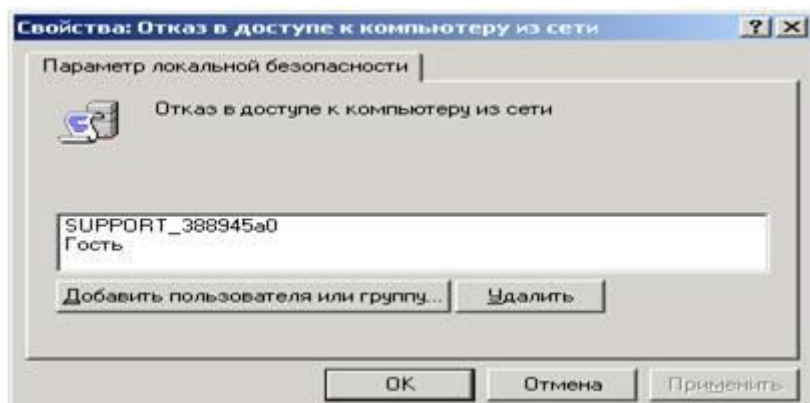 Свойства: Отказ в доступе к компьютеру из сети
Параметр локальной безопасности
Отказ в доступе к компьютеру из сети
SUPPORT_388945a0
Гость
Добавить пользователя или группу... Удалить
OK Отмена Применить